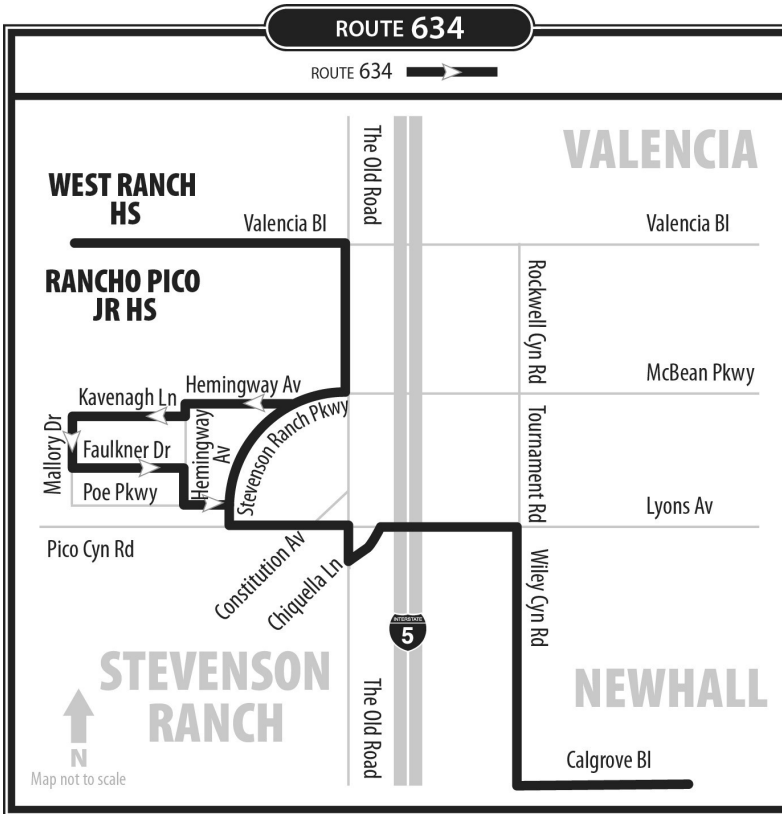 ROUTE 634
ROUTE 634
VALENCIA
The Old Road
WEST RANCH
HS
Valencia Bl
Valencia Bl
RANCHO PICO
JR HS
Rockwell Cyn Rd
McBean Pkwy
Hemingway Av
Kavenagh Ln
Stevenson Ranch Pkwy
Hemingway
Av
Mallory Dr
Faulkner Dr
Poe Pkwy
Tournament Rd
Lyons Av
Pico Cyn Rd
Constitution Av
Chiquella Ln
Wiley Cyn Rd
INTERSTATE
5
STEVENSON
RANCH
The Old Road
NEWHALL
N
Map not to scale
Calgrove Bl